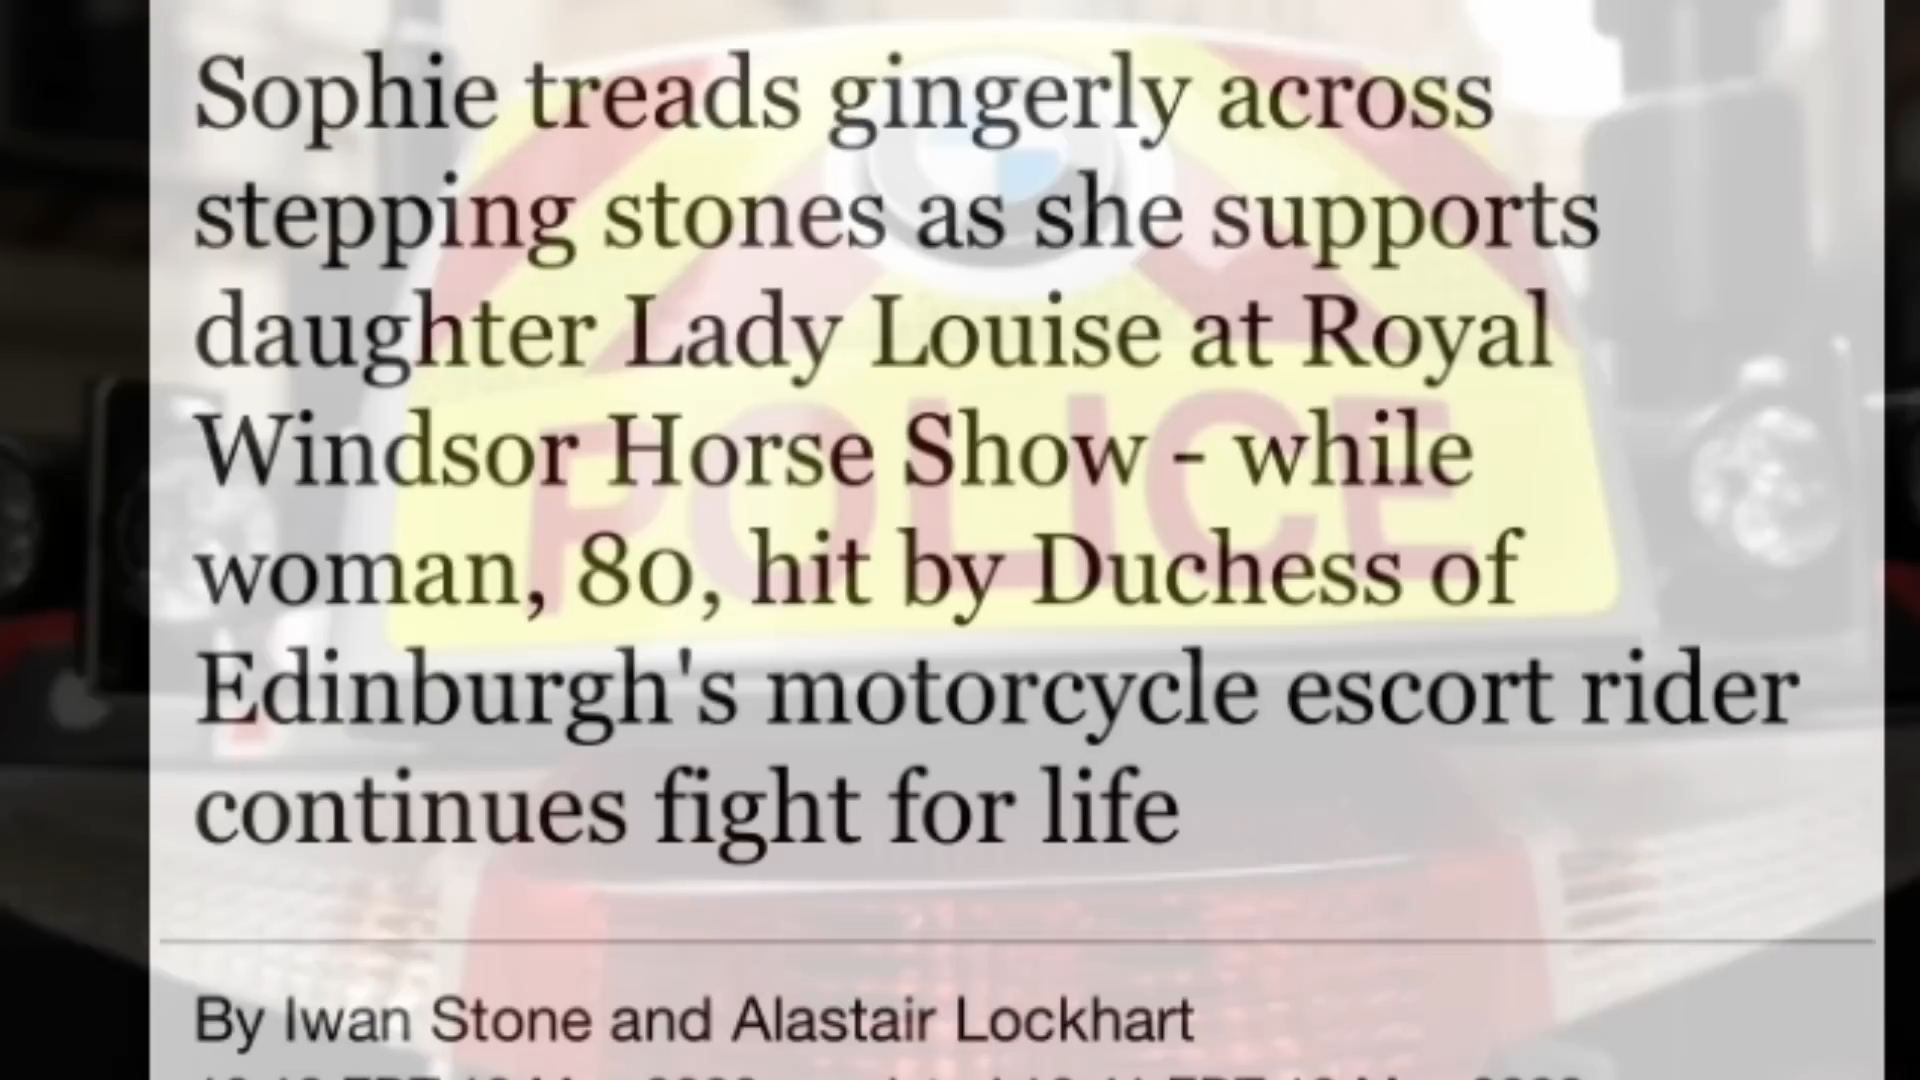 Sophie treads gingerly across
stepping stones as she supports
daughter Lady Louise at Royal
Windsor Horse Show - while
woman, 80, hit by Duchess of
Edinburgh's motorcycle escort rider
continues fight for life
POLICE
By Iwan Stone and Alastair Lockhart